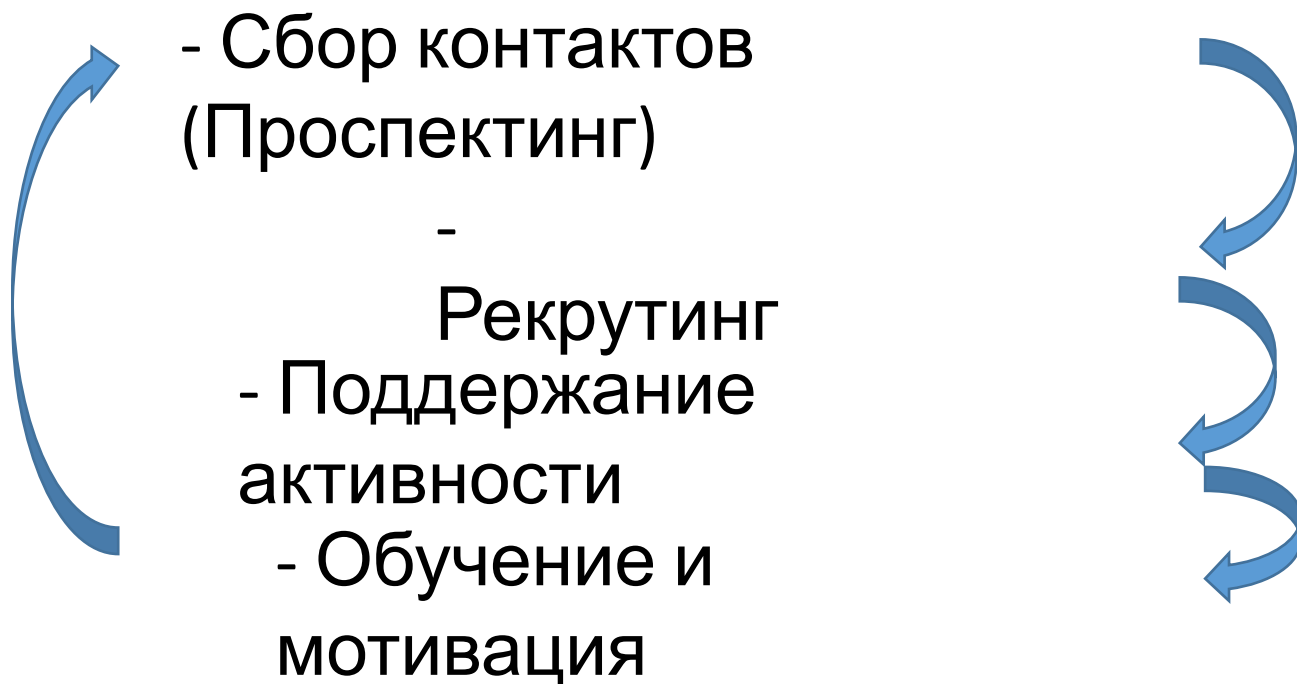 - Сбор контактов
(Проспектинг)
-
Рекрутинг
- Поддержание
активности
- Обучение и
мотивация